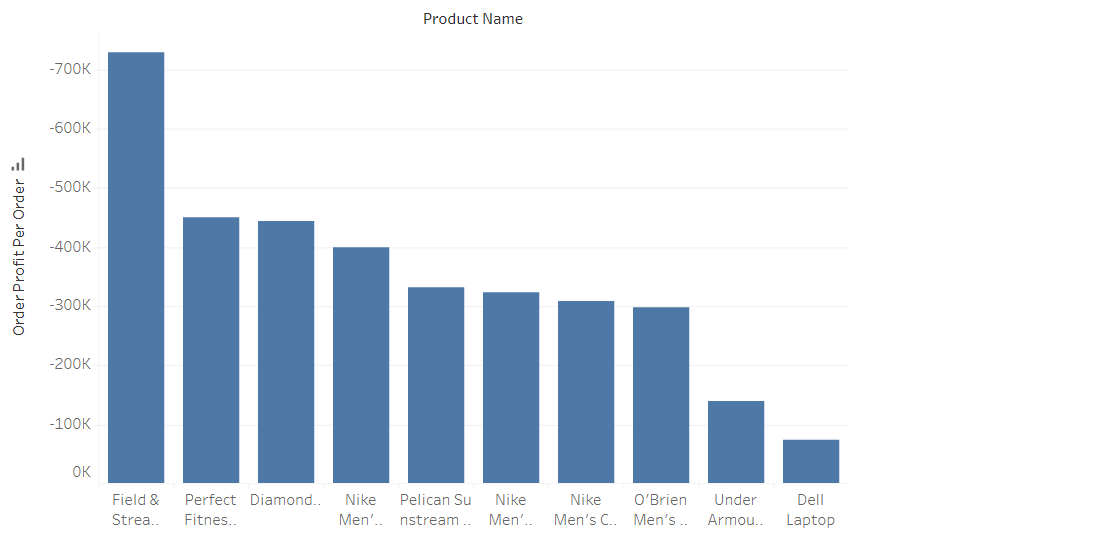 Product Name
Order Profit Per Order
-700K
-600K
-500K
-400K
-300K
-200K
-100K
0K
Field &
Strea..
Perfect
Fitnes..
Diamond..
Nike
Men’..
Pelican Su
nstream ..
Nike
Men’..
Nike
Men’s C..
O’Brien
Men’s ..
Under
Armou..
Dell
Laptop